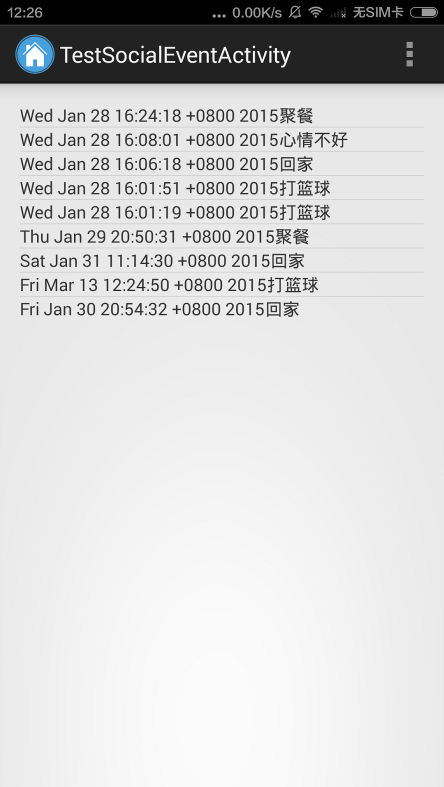 12:26 ... 0.00K/s 无SIM卡
TestSocialEventActivity
Wed Jan 28 16:24:18 +0800 2015聚餐
Wed Jan 28 16:08:01 +0800 2015心情不好
Wed Jan 28 16:06:18 +0800 2015回家
Wed Jan 28 16:01:51 +0800 2015打篮球
Wed Jan 28 16:01:19 +0800 2015打篮球
Thu Jan 29 20:50:31 +0800 2015聚餐
Sat Jan 31 11:14:30 +0800 2015回家
Fri Mar 13 12:24:50 +0800 2015打篮球
Fri Jan 30 20:54:32 +0800 2015回家